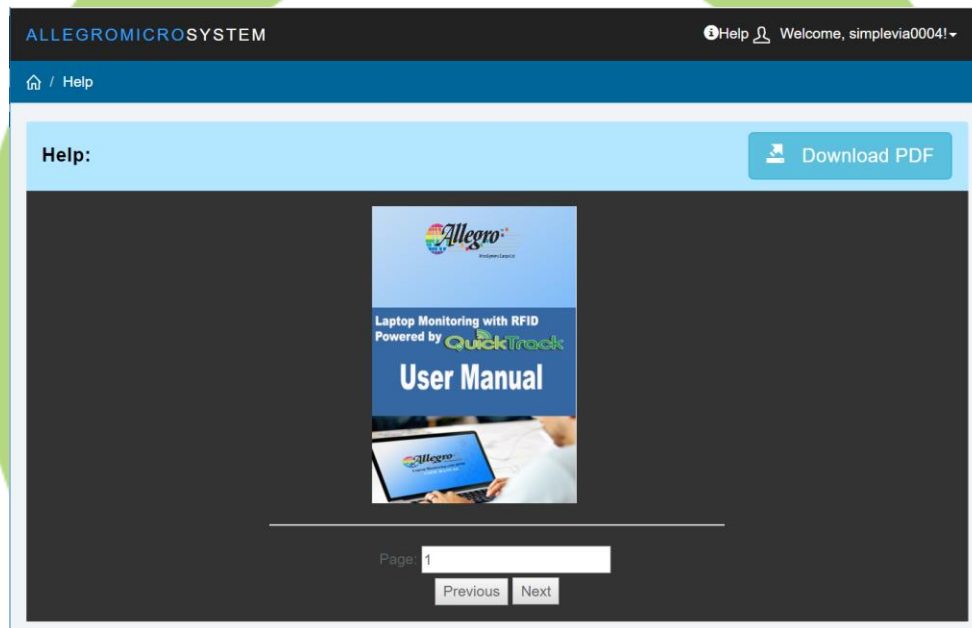 ALLEGROMICROSYSTEM
Help Welcome, simplevia0004!
/ Help
Help:
Download PDF
Allegro
Laptop Monitoring with RFID
Powered by QuickTrack
User Manual
Allegro
Page: 1
Previous Next